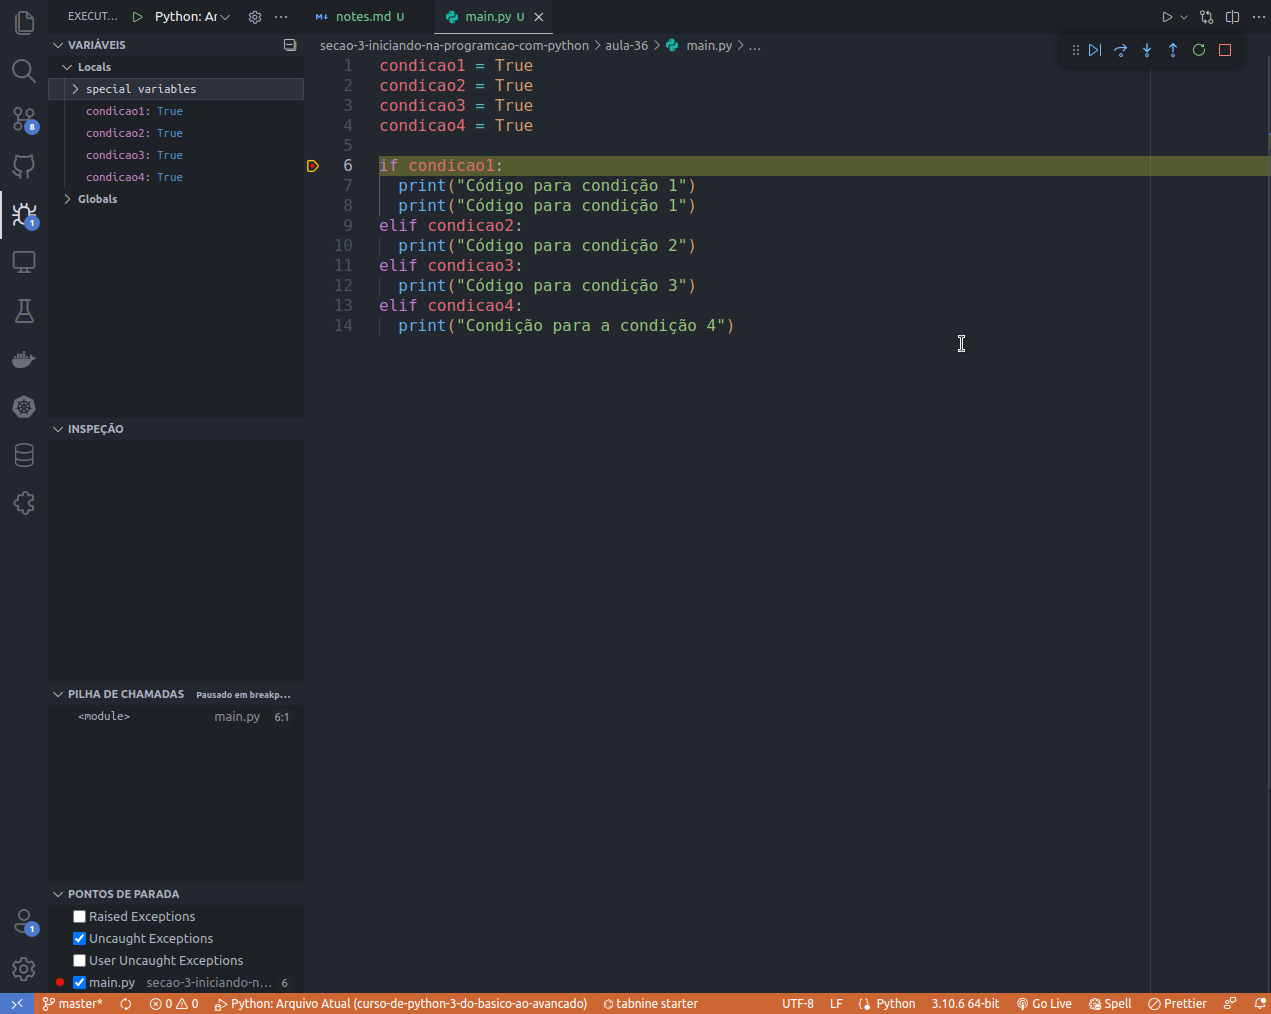 EXECUT... Python: Ar ...
notes.md U main.py U
VARIÁVEIS
Locals
special variables
condicao1: True
condicao2: True
condicao3: True
condicao4: True
Globals
8
1
INSPEÇÃO
PILHA DE CHAMADAS Pausado em breakp...
<module> main.py 6:1
PONTOS DE PARADA
Raised Exceptions
Uncaught Exceptions
User Uncaught Exceptions
main.py secao-3-iniciando-n... 6
1
secao-3-iniciando-na-programcao-com-python > aula-36 > main.py > ...
1 condicao1 = True
2 condicao2 = True
3 condicao3 = True
4 condicao4 = True
5
6 if condicao1:
7 print("Código para condição 1")
8 print("Código para condição 1")
9 elif condicao2:
10 print("Código para condição 2")
11 elif condicao3:
12 print("Código para condição 3")
13 elif condicao4:
14 print("Condição para a condição 4")
master* 0 0 Python: Arquivo Atual (curso-de-python-3-do-basico-ao-avancado) tabnine starter UTF-8 LF Python 3.10.6 64-bit Go Live Spell Prettier